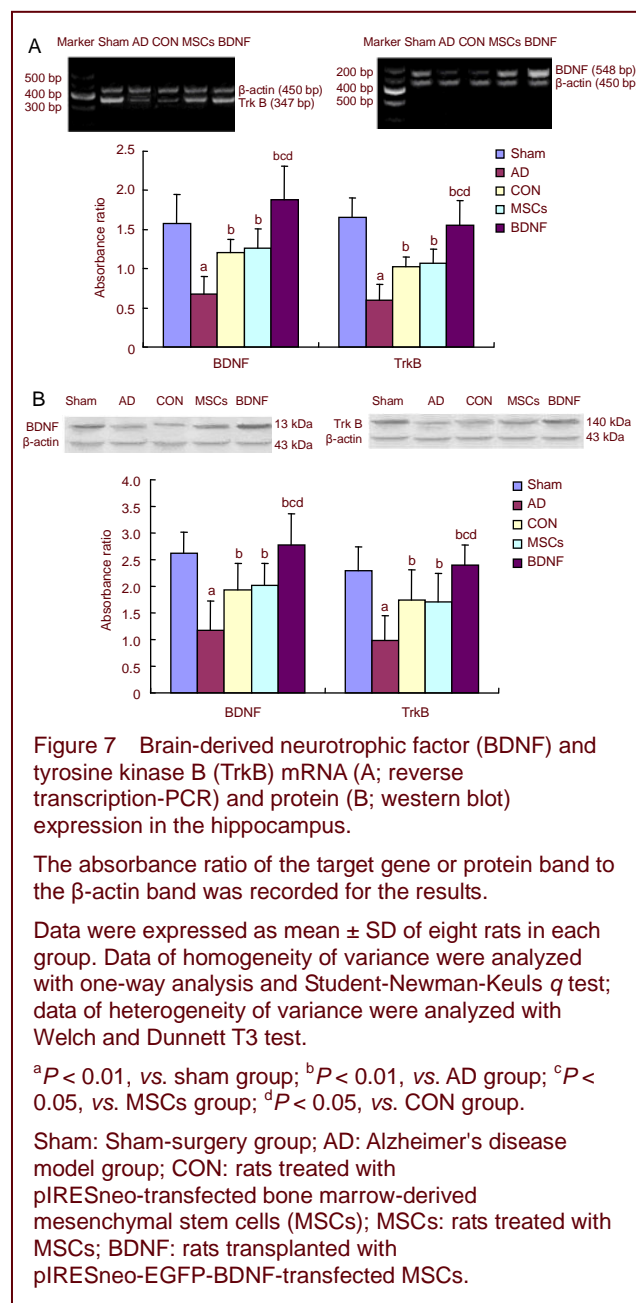 A
Marker Sham AD CON MSCs BDNF
500 bp
400 bp
300 bp
β-actin (450 bp)
Trk B (347 bp)
Marker Sham AD CON MSCs BDNF
200 bp
400 bp
500 bp
BDNF (548 bp)
β-actin (450 bp)
Absorbance ratio
2.5
2.0
1.5
1.0
0.5
0
a
b
b
bcd
a
b
b
bcd
BDNF
TrkB
Sham
AD
CON
MSCs
BDNF
B
Sham AD CON MSCs BDNF
BDNF 13 kDa
β-actin 43 kDa
Sham AD CON MSCs BDNF
Trk B 140 kDa
β-actin 43 kDa
Absorbance ratio
4.0
3.5
3.0
2.5
2.0
1.5
1.0
0.5
0
a
b
b
bcd
a
b
b
bcd
BDNF
TrkB
Sham
AD
CON
MSCs
BDNF
Figure 7 Brain-derived neurotrophic factor (BDNF) and
tyrosine kinase B (TrkB) mRNA (A; reverse
transcription-PCR) and protein (B; western blot)
expression in the hippocampus.
The absorbance ratio of the target gene or protein band to
the β-actin band was recorded for the results.
Data were expressed as mean ± SD of eight rats in each
group. Data of homogeneity of variance were analyzed
with one-way analysis and Student-Newman-Keuls q test;
data of heterogeneity of variance were analyzed with
Welch and Dunnett T3 test.
ᵃP < 0.01, vs. sham group; ᵇP < 0.01, vs. AD group; ᶜP <
0.05, vs. MSCs group; ᵈP < 0.05, vs. CON group.
Sham: Sham-surgery group; AD: Alzheimer's disease
model group; CON: rats treated with
pIRESneo-transfected bone marrow-derived
mesenchymal stem cells (MSCs); MSCs: rats treated with
MSCs; BDNF: rats transplanted with
pIRESneo-EGFP-BDNF-transfected MSCs.